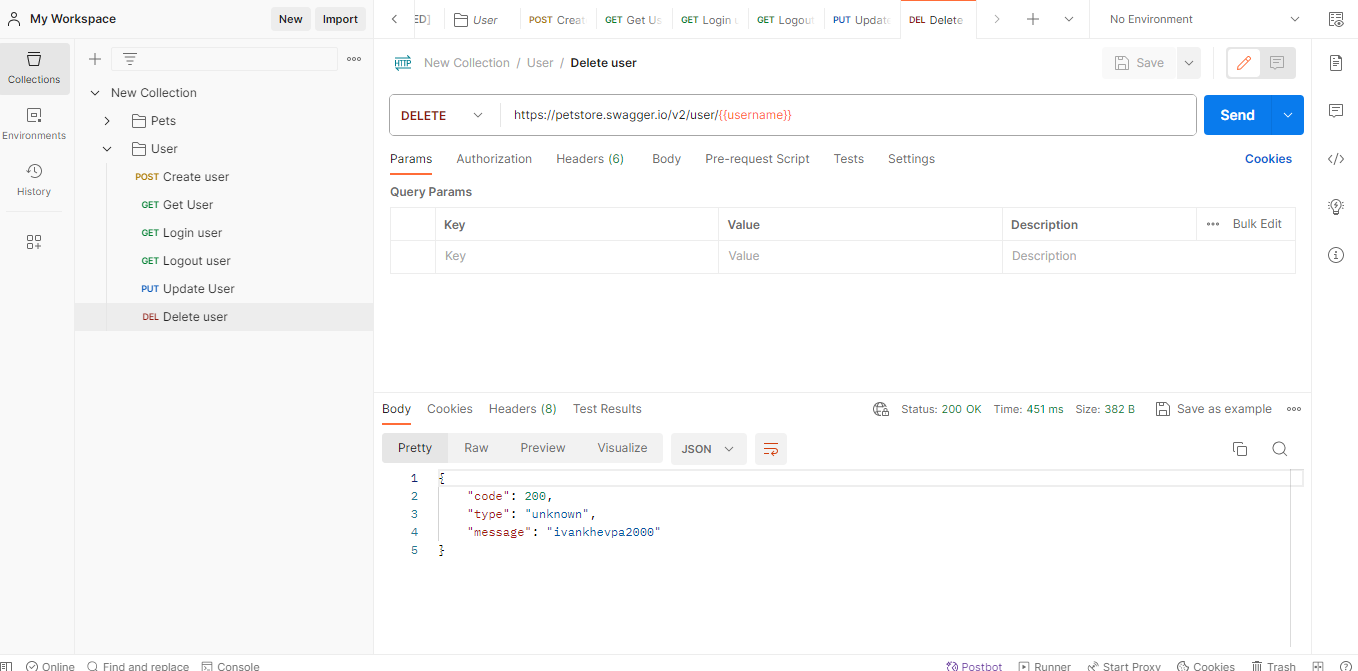 My Workspace New Import
ED] User POST Creat GET Get Us GET Login u GET Logout PUT Update DEL Delete No Environment
Collections
Environments
History
New Collection
Pets
User
POST Create user
GET Get User
GET Login user
GET Logout user
PUT Update User
DEL Delete user
HTTP New Collection / User / Delete user Save
DELETE https://petstore.swagger.io/v2/user/{{username}} Send
Params Authorization Headers (6) Body Pre-request Script Tests Settings Cookies
Query Params
Key Value Description Bulk Edit
Key Value Description
Body Cookies Headers (8) Test Results Status: 200 OK Time: 451 ms Size: 382 B Save as example
Pretty Raw Preview Visualize JSON
1 {
2 "code": 200,
3 "type": "unknown",
4 "message": "ivankhevpa2000"
5 }
Online Find and replace Console Postbot Runner Start Proxy Cookies Trash